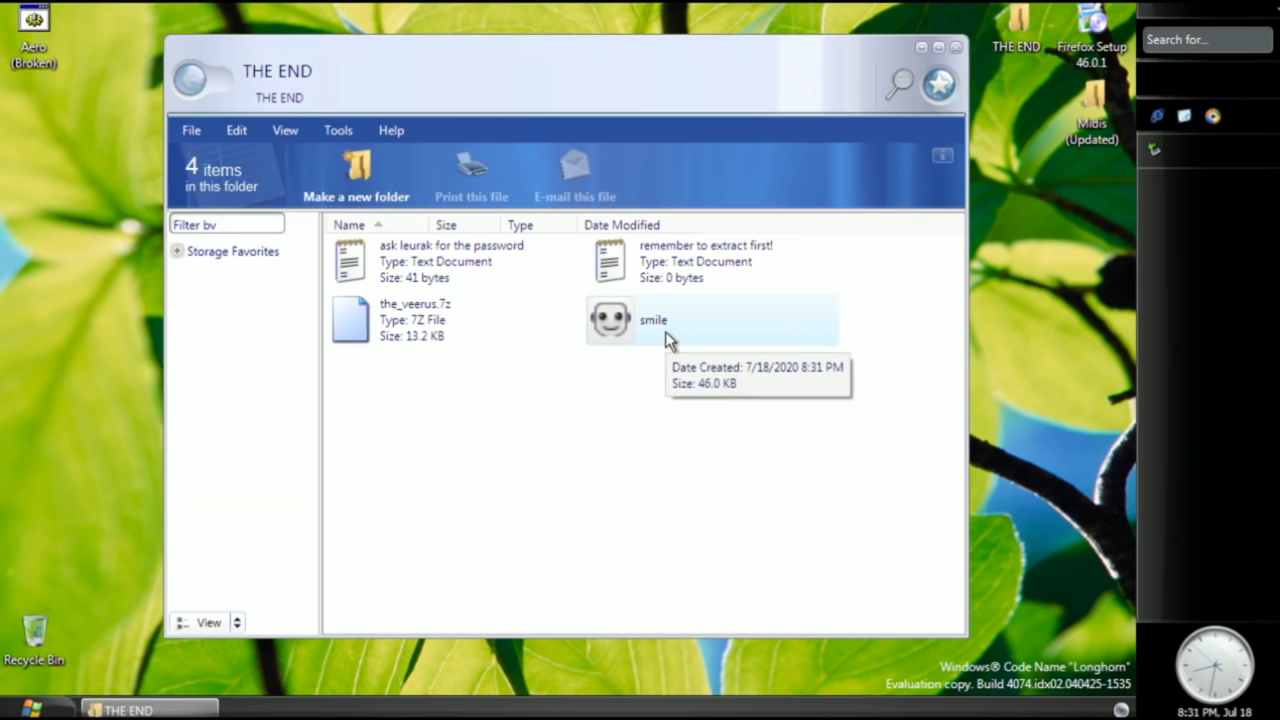 Aero
(Broken)
THE END
Firefox Setup
46.0.1
Midis
(Updated)
Search for...
THE END
THE END
File Edit View Tools Help
4 items
in this folder
Make a new folder Print this file E-mail this file
Filter by
Storage Favorites
Name Size Type Date Modified
ask leurak for the password
Type: Text Document
Size: 41 bytes
remember to extract first!
Type: Text Document
Size: 0 bytes
the_veerus.7z
Type: 7Z File
Size: 13.2 KB
smile
Date Created: 7/18/2020 8:31 PM
Size: 46.0 KB
View
Recycle Bin
Windows® Code Name "Longhorn"
Evaluation copy. Build 4074.idx02.040425-1535
THE END
8:31 PM, Jul 18